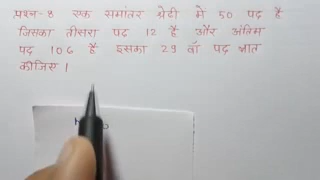 प्रश्न-8 एक समांतर श्रेढी में 50 पद है
जिसका तीसरा पद 12 है और अंतिम
पद 106 है इसका 29 वाँ पद ज्ञात
कीजिस ।